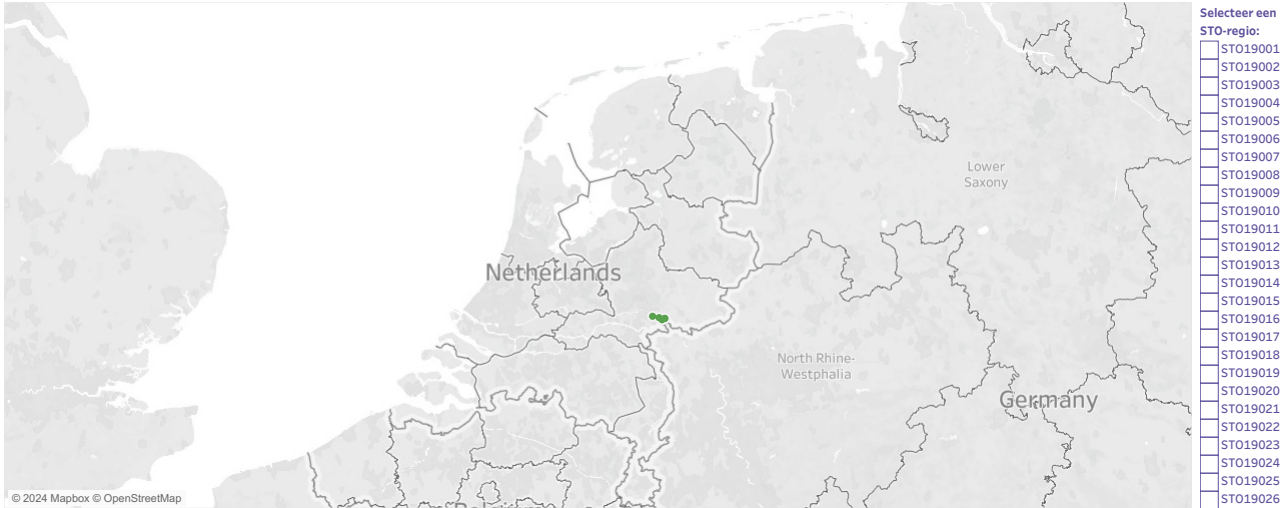 Selecteer een
STO-regio:
STO19001
STO19002
STO19003
STO19004
STO19005
STO19006
STO19007
STO19008
STO19009
STO19010
STO19011
STO19012
STO19013
STO19014
STO19015
STO19016
STO19017
STO19018
STO19019
STO19020
STO19021
STO19022
STO19023
STO19024
STO19025
STO19026
Lower
Saxony
Netherlands
North Rhine-
Westphalia
Germany
© 2024 Mapbox © OpenStreetMap